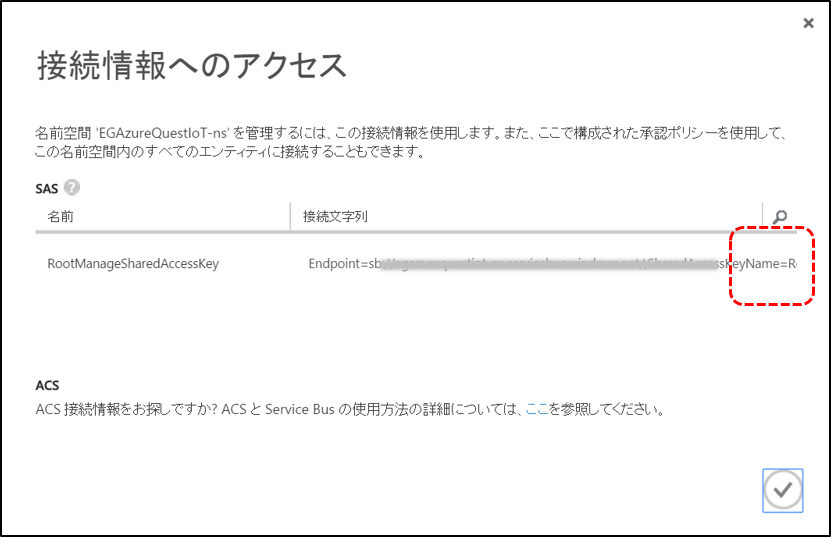 接続情報へのアクセス
名前空間 'EGAzureQuestIoT-ns' を管理するには、この接続情報を使用します。また、ここで構成された承認ポリシーを使用して、
この名前空間内のすべてのエンティティに接続することもできます。
SAS ?
名前 接続文字列
RootManageSharedAccessKey Endpoint=sb KeyName=R
ACS
ACS 接続情報をお探しですか? ACS と Service Bus の使用方法の詳細については、ここを参照してください。